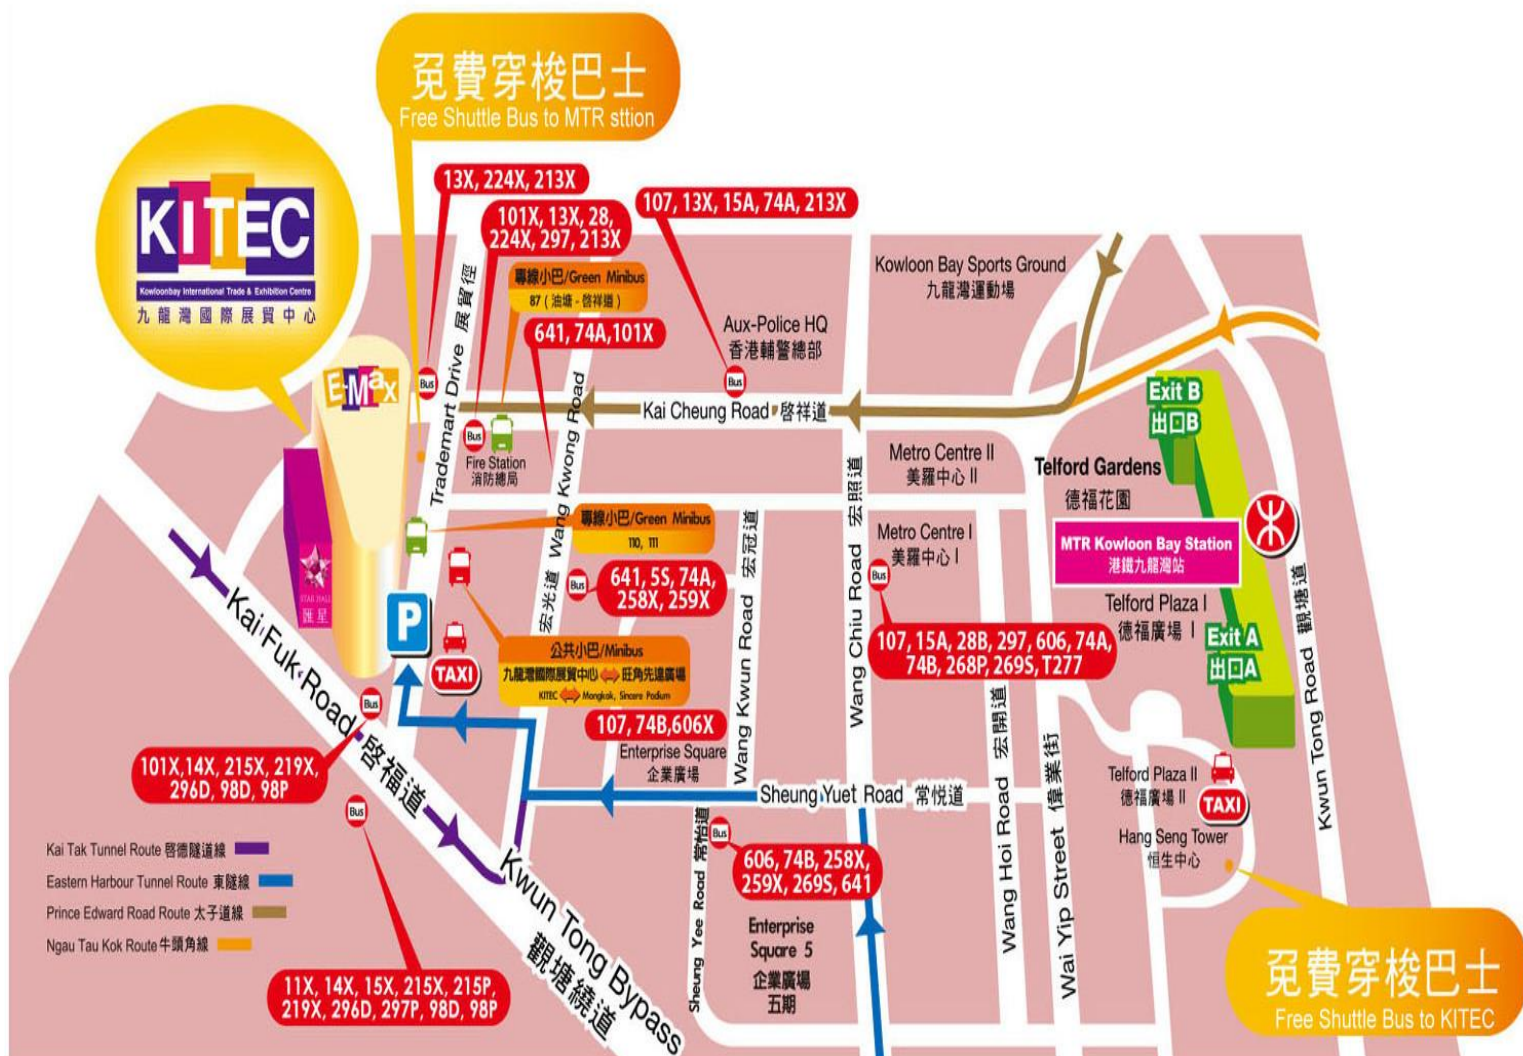 免費穿梭巴士
Free Shuttle Bus to MTR sttion
KITEC
Kowloonbay International Trade & Exhibition Centre
九龍灣國際展貿中心
13X, 224X, 213X
101X, 13X, 28,
224X, 297, 213X
107, 13X, 15A, 74A, 213X
專線小巴/Green Minibus
87 ( 油塘 - 啓祥道 )
641, 74A,101X
Aux-Police HQ
香港輔警總部
Kowloon Bay Sports Ground
九龍灣運動場
E-Max
Bus
Bus
Bus
Trademart Drive 展貿徑
Kai Cheung Road 啓祥道
Fire Station
消防總局
宏光道 Wang Kwong Road
Metro Centre II
美羅中心 II
Exit B
出口B
Telford Gardens
德福花園
專線小巴/Green Minibus
110, 111
Metro Centre I
美羅中心 I
MTR Kowloon Bay Station
港鐵九龍灣站
STAR HALL
匯星
P
TAXI
Bus
641, 5S, 74A,
258X, 259X
Bus
107, 15A, 28B, 297, 606, 74A,
74B, 268P, 269S, T277
Telford Plaza I
德福廣場 I
Exit A
出口A
公共小巴/Minibus
九龍灣國際展貿中心 旺角先達廣場
KITEC Mongkok, Sincere Podium
107, 74B,606X
Enterprise Square
企業廣場
Wang Kwun Road 宏冠道
Wang Chiu Road 宏照道
Wang Hoi Road 宏開道
Wai Yip Street 偉業街
Kwun Tong Road 觀塘道
Kai Fuk Road 啓福道
Bus
101X,14X, 215X, 219X,
296D, 98D, 98P
Bus
Sheung Yuet Road 常悅道
Telford Plaza II
德福廣場 II
TAXI
Hang Seng Tower
恒生中心
Sheung Yee Road 常怡道
Bus
606, 74B, 258X,
259X, 269S, 641
Kai Tak Tunnel Route 啓德隧道線
Eastern Harbour Tunnel Route 東隧線
Prince Edward Road Route 太子道線
Ngau Tau Kok Route 牛頭角線
11X, 14X, 15X, 215X, 215P,
219X, 296D, 297P, 98D, 98P
Kwun Tong Bypass
觀塘繞道
Enterprise
Square 5
企業廣場
五期
免費穿梭巴士
Free Shuttle Bus to KITEC